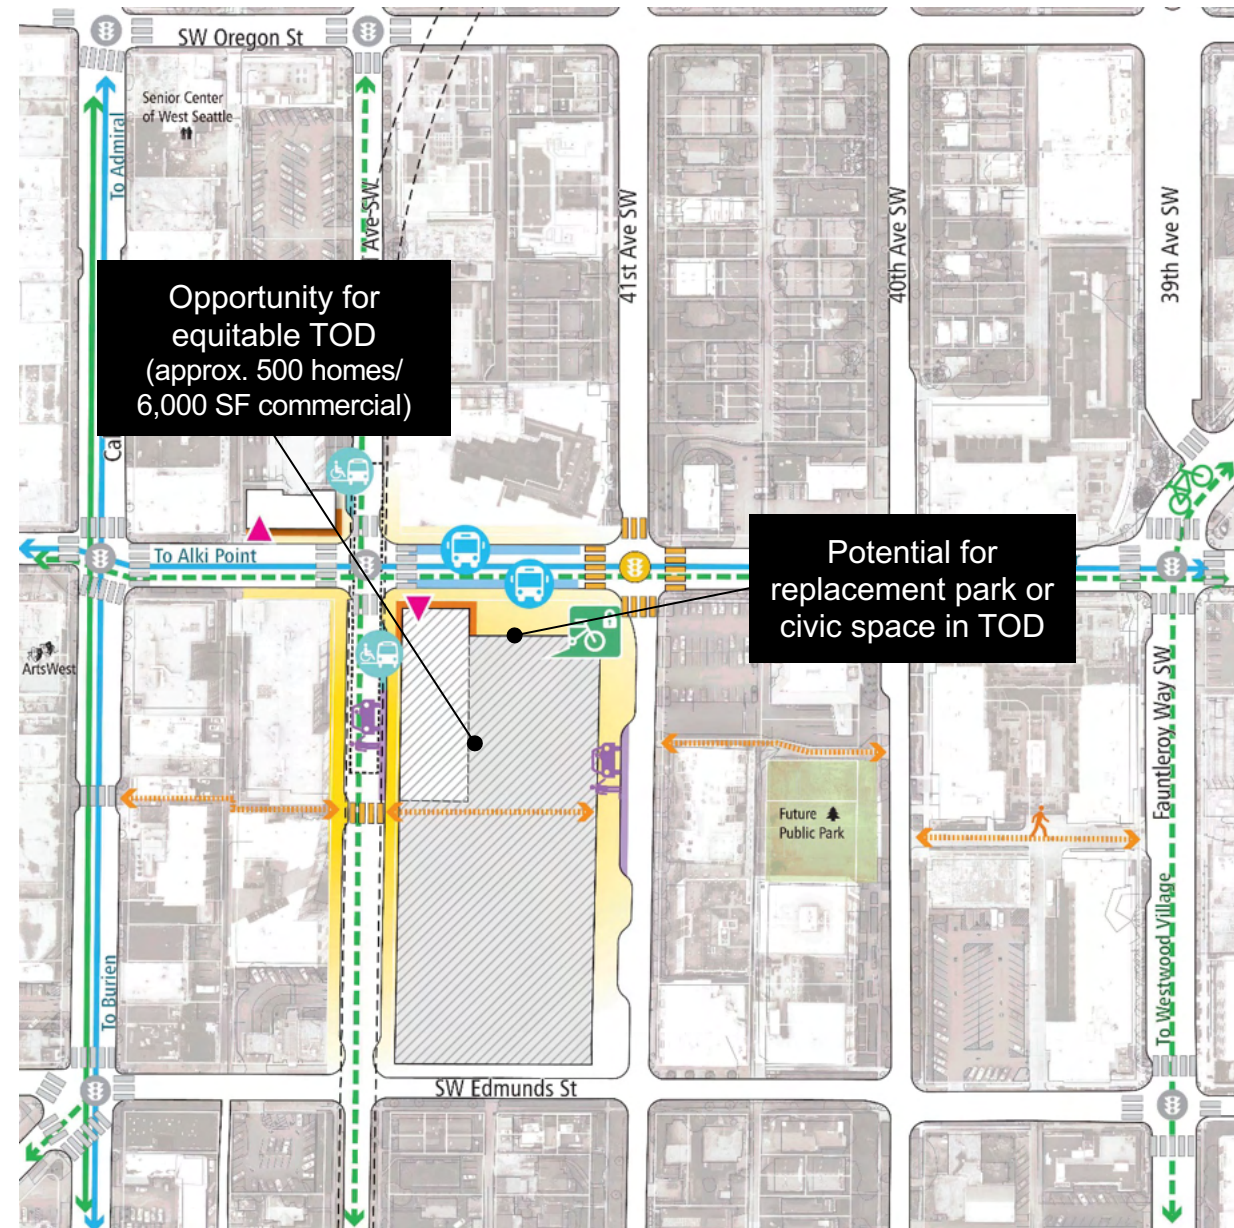 SW Oregon St
Senior Center
of West Seattle
To Admiral
Ave SW
41st Ave SW
40th Ave SW
39th Ave SW
Opportunity for
equitable TOD
(approx. 500 homes/
6,000 SF commercial)
Ca
To Alki Point
Potential for
replacement park or
civic space in TOD
ArtsWest
Fauntleroy Way SW
Future
Public Park
To Westwood Village
To Burien
SW Edmunds St